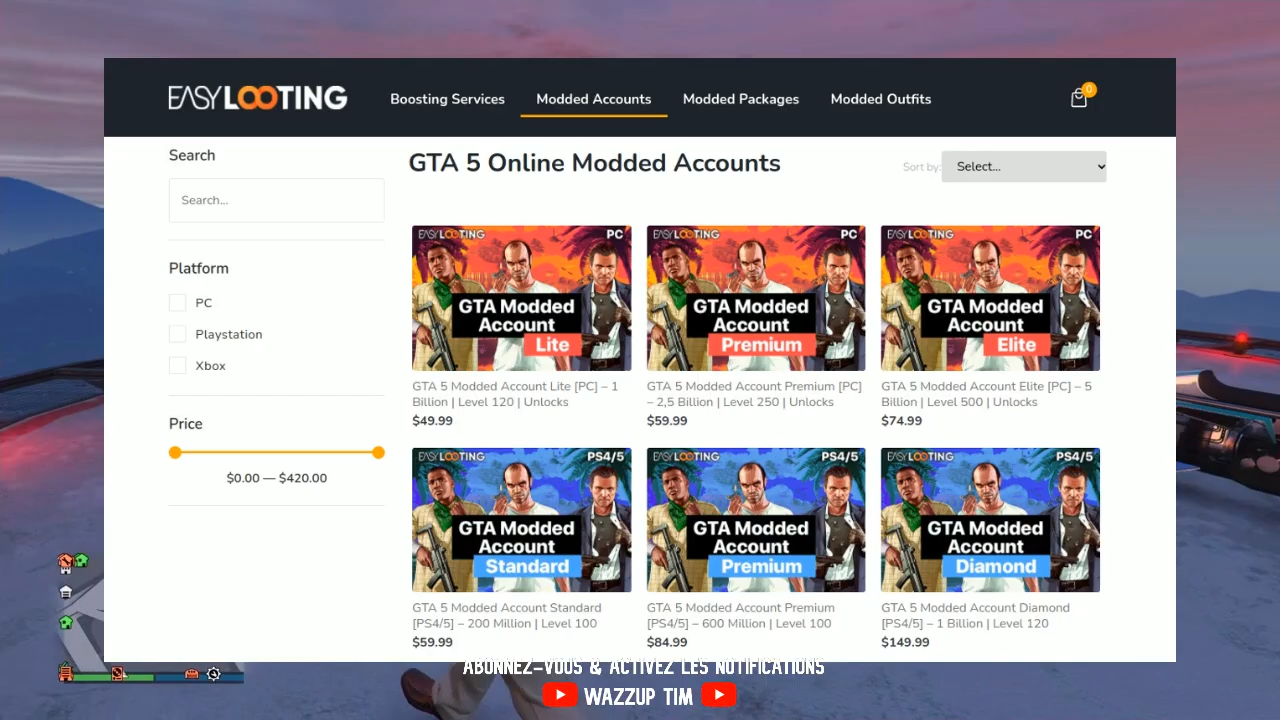 EASYLOOTING
Boosting Services
Modded Accounts
Modded Packages
Modded Outfits
0
Search
Search...
Platform
PC
Playstation
Xbox
Price
$0.00 — $420.00
GTA 5 Online Modded Accounts
Sort by:
Select...
EASYLOOTING PC
GTA Modded
Account
Lite
GTA 5 Modded Account Lite [PC] – 1
Billion | Level 120 | Unlocks
$49.99
EASYLOOTING PC
GTA Modded
Account
Premium
GTA 5 Modded Account Premium [PC]
– 2,5 Billion | Level 250 | Unlocks
$59.99
EASYLOOTING PC
GTA Modded
Account
Elite
GTA 5 Modded Account Elite [PC] – 5
Billion | Level 500 | Unlocks
$74.99
EASYLOOTING PS4/5
GTA Modded
Account
Standard
GTA 5 Modded Account Standard
[PS4/5] – 200 Million | Level 100
$59.99
EASYLOOTING PS4/5
GTA Modded
Account
Premium
GTA 5 Modded Account Premium
[PS4/5] – 600 Million | Level 100
$84.99
EASYLOOTING PS4/5
GTA Modded
Account
Diamond
GTA 5 Modded Account Diamond
[PS4/5] – 1 Billion | Level 120
$149.99
ABONNEZ-VOUS & ACTIVEZ LES NOTIFICATIONS
WAZZUP TIM